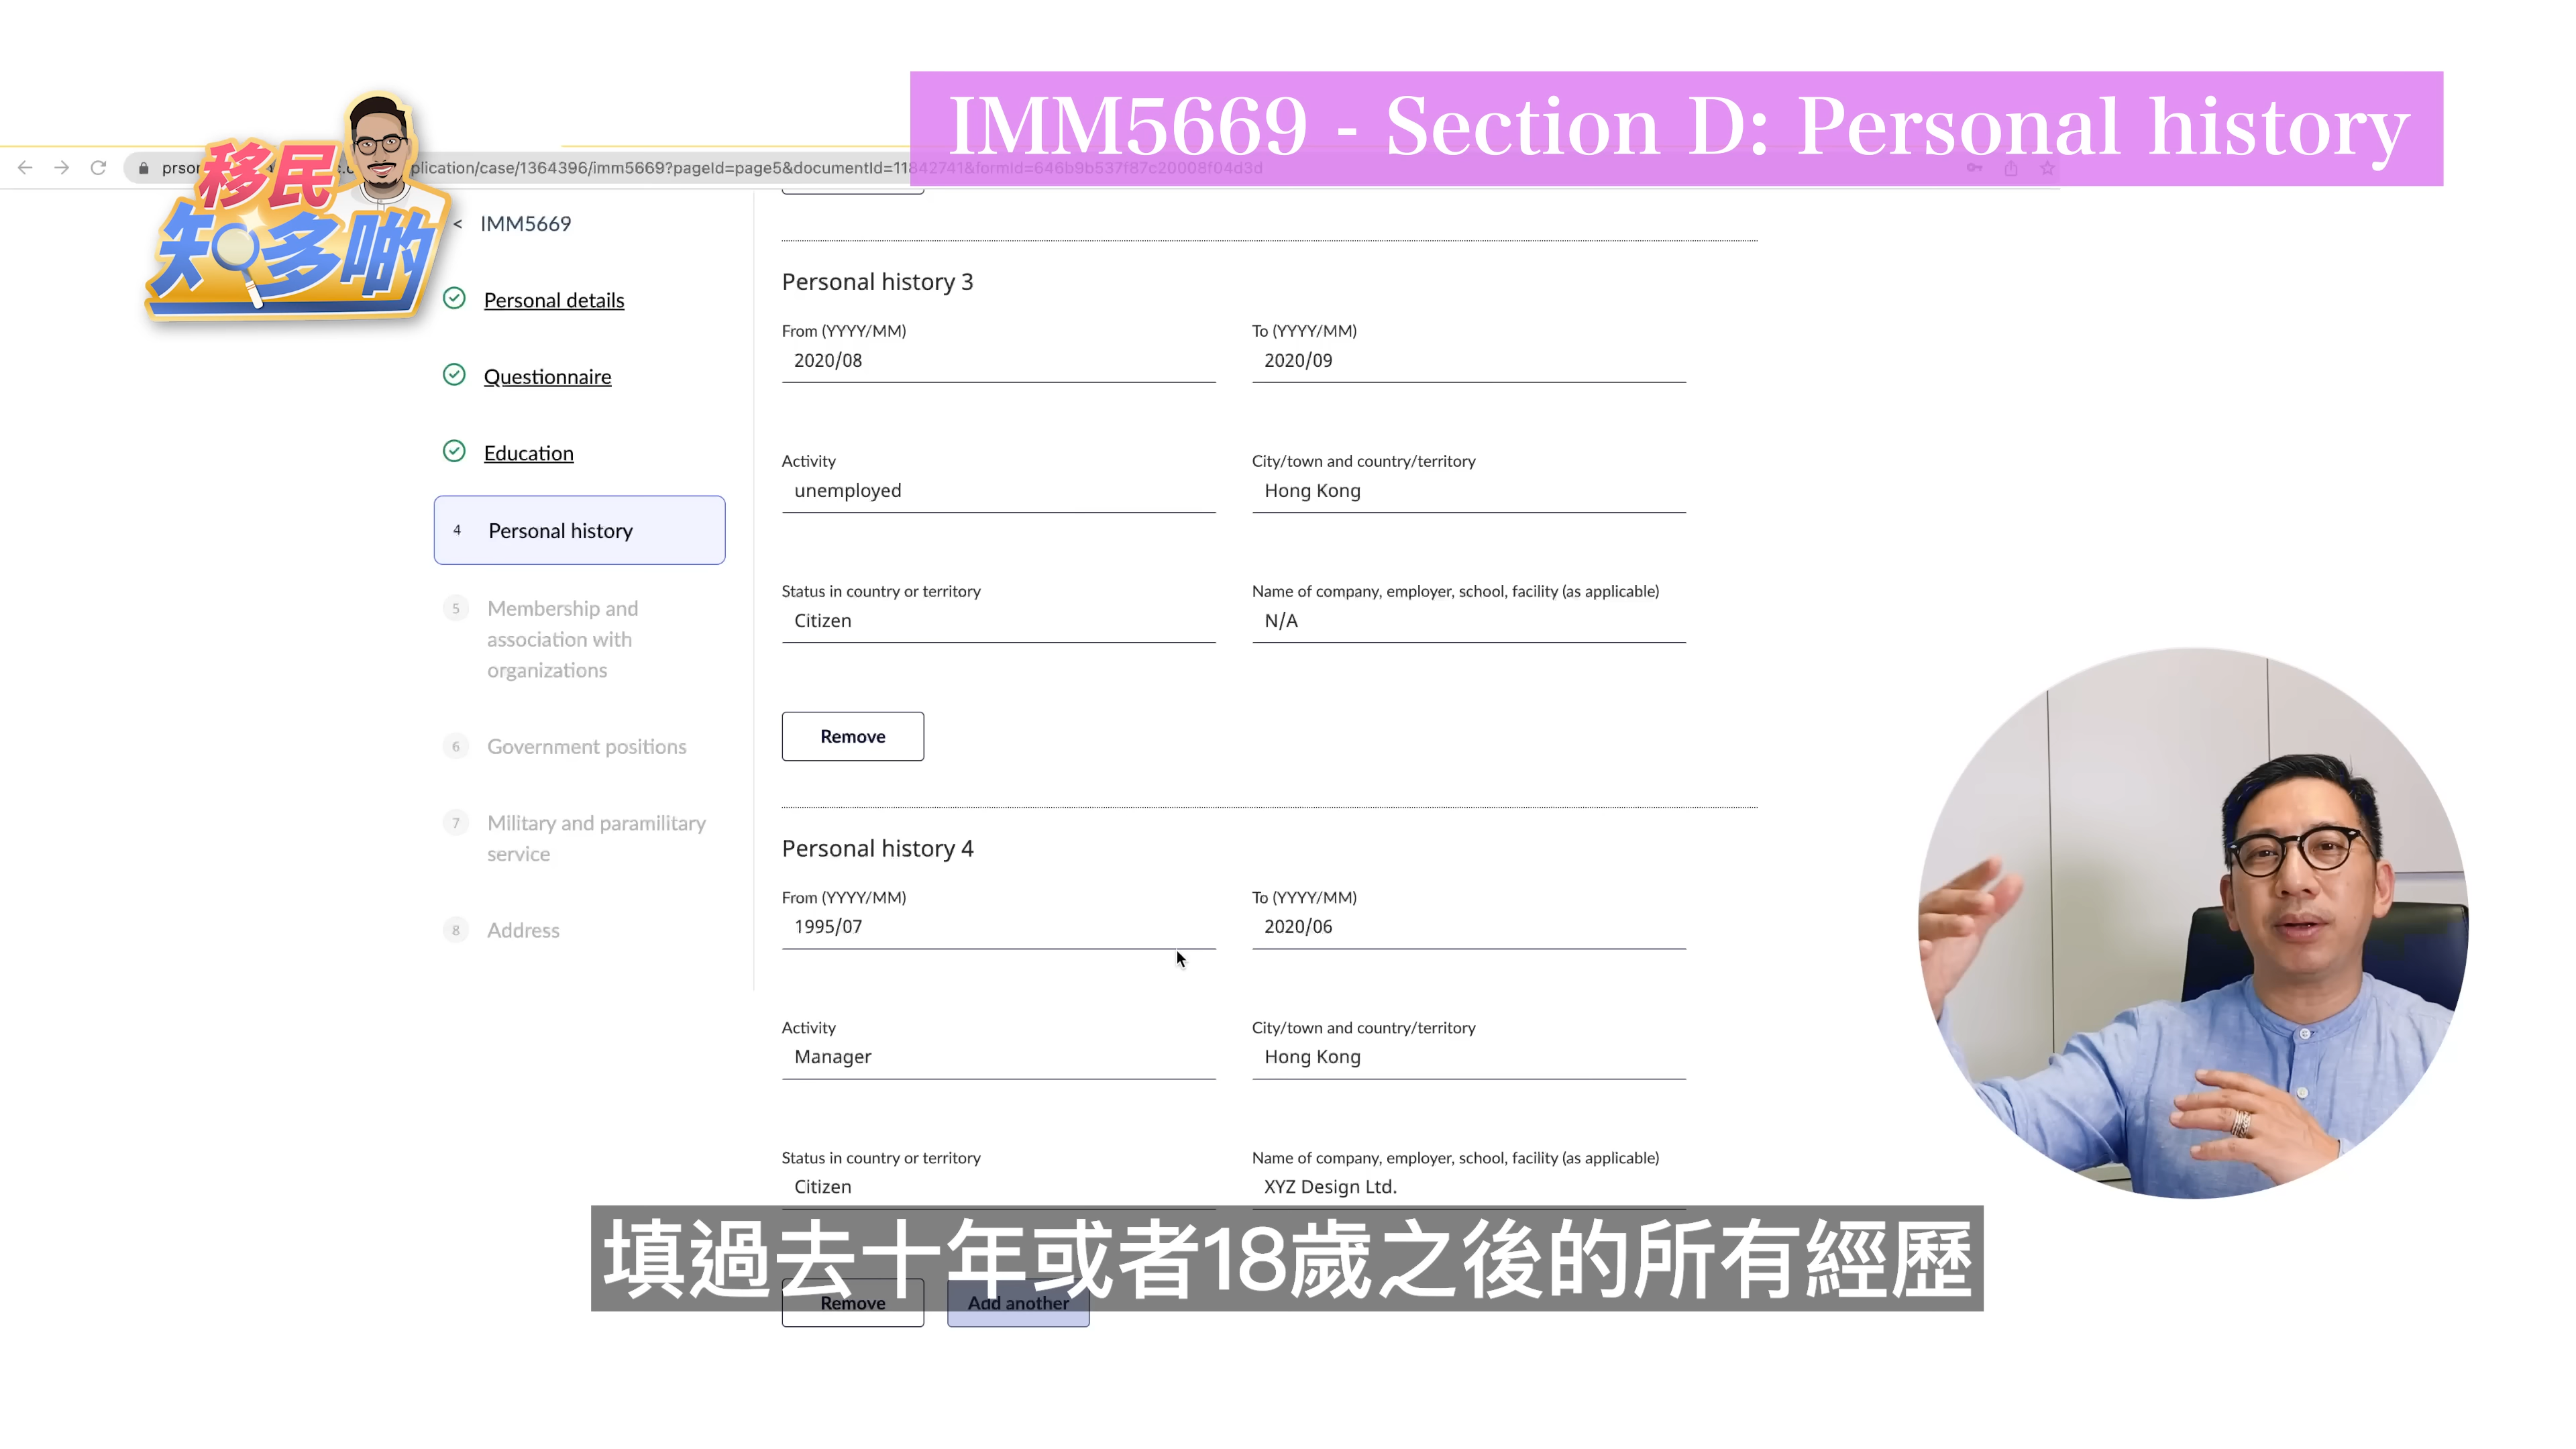 IMM5669 - Section D: Personal history
移民
知多啲
plication/case/1364396/imm5669?pageId=page5&documentId=11842741&formId=646b9b537f87c20008f04d3d
< IMM5669
Personal details
Questionnaire
Education
4 Personal history
5 Membership and
association with
organizations
6 Government positions
7 Military and paramilitary
service
8 Address
Personal history 3
From (YYYY/MM) To (YYYY/MM)
2020/08 2020/09
Activity City/town and country/territory
unemployed Hong Kong
Status in country or territory Name of company, employer, school, facility (as applicable)
Citizen N/A
Remove
Personal history 4
From (YYYY/MM) To (YYYY/MM)
1995/07 2020/06
Activity City/town and country/territory
Manager Hong Kong
Status in country or territory Name of company, employer, school, facility (as applicable)
Citizen XYZ Design Ltd.
填過去十年或者18歲之後的所有經歷
Remove Add another